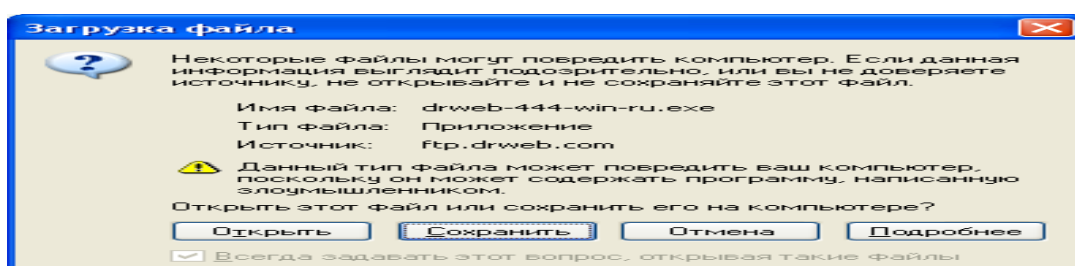 Загрузка файла
Некоторые файлы могут повредить компьютер. Если данная
информация выглядит подозрительно, или вы не доверяете
источнику, не открывайте и не сохраняйте этот файл.
Имя файла: drweb-444-win-ru.exe
Тип файла: Приложение
Источник: ftp.drweb.com
Данный тип файла может повредить ваш компьютер,
поскольку он может содержать программу, написанную
злоумышленником.
Открыть этот файл или сохранить его на компьютере?
Открыть Сохранить Отмена Подробнее
Всегда задавать этот вопрос, открывая такие файлы